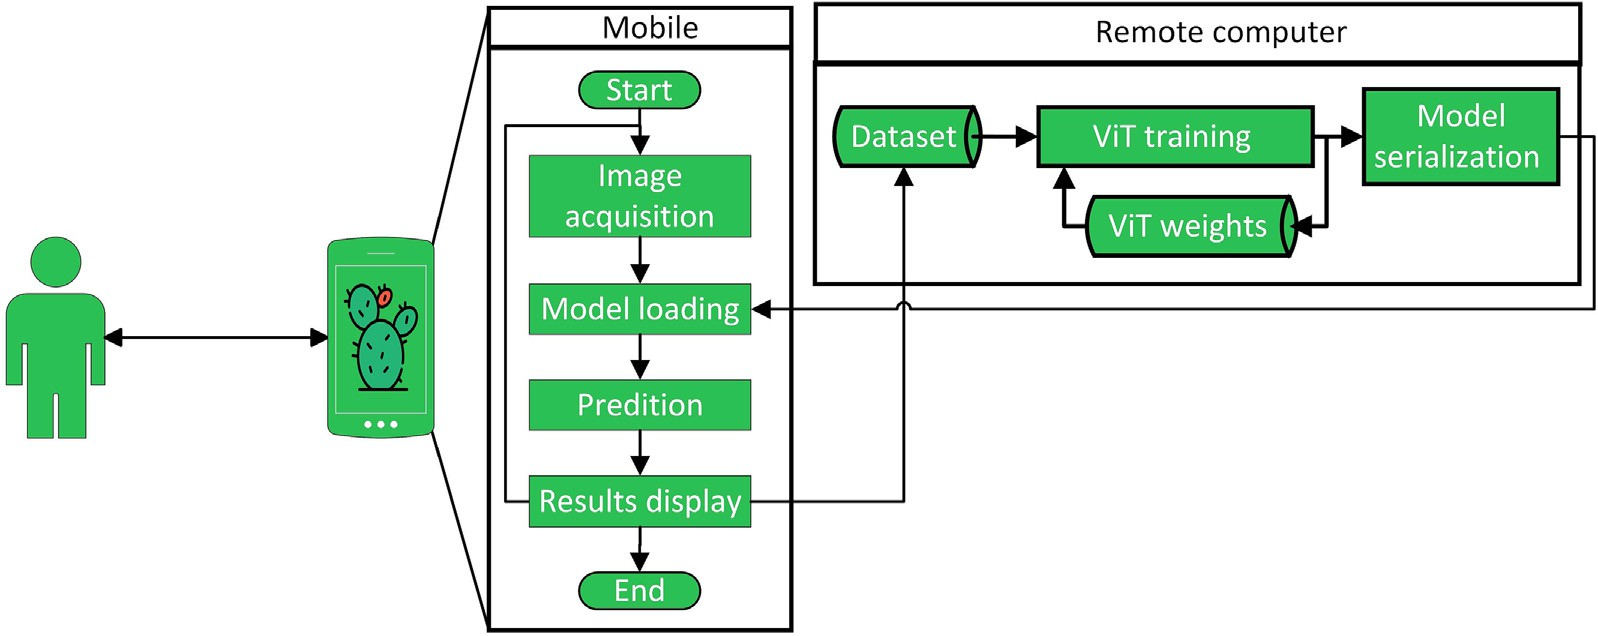 Mobile
Start
Image
acquisition
Model loading
Predition
Results display
End
Remote computer
Dataset
ViT training
Model
serialization
ViT weights